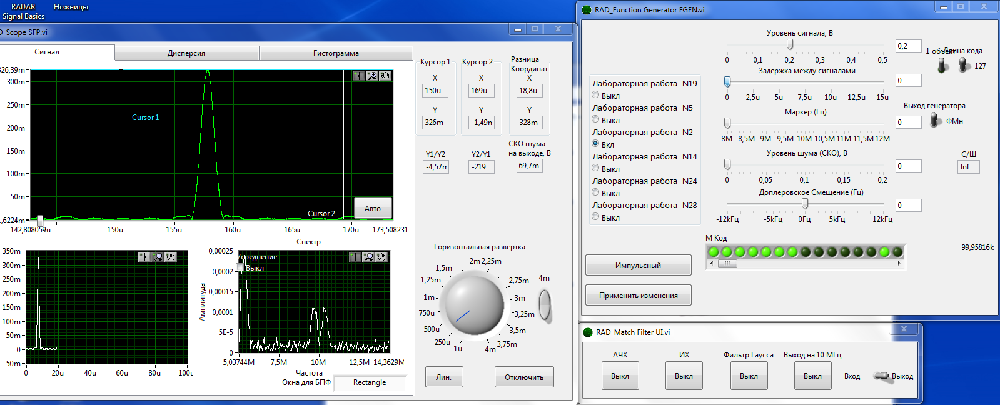 RADAR
Signal Basics
Ножницы
D_Scope SFP.vi
Сигнал
Дисперсия
Гистограмма
326,39m
300m
250m
200m
150m
100m
50m
,6224m
Cursor 1
Cursor 2
Авто
142,808059u
150u
155u
160u
165u
170u
173,508231
Спектр
350m
300m
250m
200m
150m
100m
50m
0
-50m
0
20u
40u
60u
80u
100u
Амплитуда
0,00025
0,0002
0,00015
0,0001
5E-5
0
Усреднение
Выкл
5,03744M
7,5M
10M
12,5M
14,3629M
Частота
Окна для БПФ
Rectangle
Курсор 1
X
150u
Y
326m
Курсор 2
X
169u
Y
-1,49m
Разница
Координат
X
18,8u
Y
328m
Y1/Y2
-4,57m
Y2/Y1
-219
СКО шума
на выходе, В
69,7m
Горизонтальная развертка
1u
250u
500u
750u
1m
1,25m
1,5m
2m
2,25m
2,75m
3m
3,25m
3,5m
3,75m
4m
4m
Лин.
Отключить
RAD_Function Generator FGEN.vi
Лабораторная работа N19
Выкл
Лабораторная работа N5
Выкл
Лабораторная работа N2
Вкл
Лабораторная работа N14
Выкл
Лабораторная работа N24
Выкл
Лабораторная работа N28
Выкл
Импульсный
Применить изменения
Уровень сигнала, В
0 0,1 0,2 0,3 0,4 0,5
0,2
Задержка между сигналами
0 2,5u 5u 7,5u 10u 12,5u 15u
0
Маркер (Гц)
8M 8,5M 9M 9,5M 10M 10,5M 11M 11,5M 12M
0
Уровень шума (СКО), В
0 0,05 0,1 0,15 0,2
0
Доплеровское Смещение (Гц)
-12кГц -5кГц 0Гц 5кГц 12кГц
0
1 объект
Длина кода
127
Выход генератора
ФМн
С/Ш
Inf
М Код
99,95816k
RAD_Match Filter UI.vi
АЧХ
Выкл
ИХ
Выкл
Фильтр Гаусса
Выкл
Выход на 10 МГц
Выкл
Вход
Выход